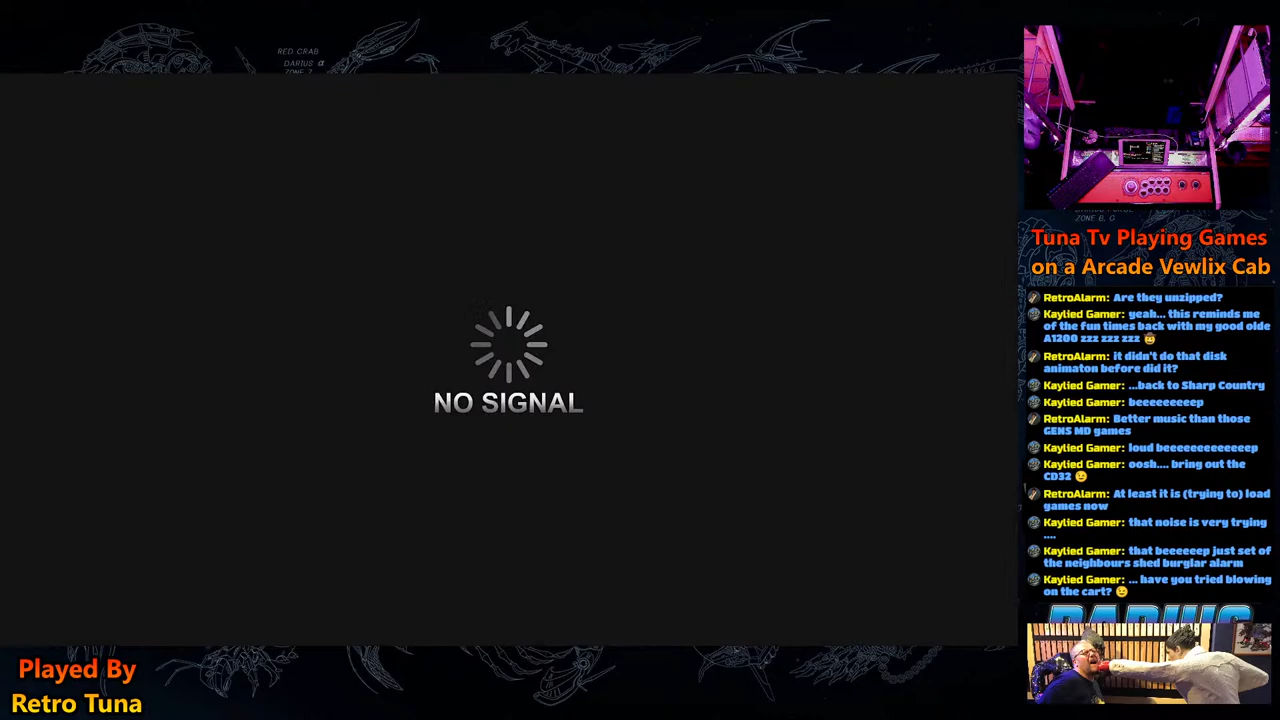 RED CRAB
DARIUS α
ZONE Z
NO SIGNAL
ZONE B, C
Tuna Tv Playing Games
on a Arcade Vewlix Cab
RetroAlarm: Are they unzipped?
Kaylied Gamer: yeah... this reminds me
of the fun times back with my good olde
A1200 zzz zzz zzz 🤠
RetroAlarm: it didn't do that disk
animaton before did it?
Kaylied Gamer: ...back to Sharp Country
Kaylied Gamer: beeeeeeeeep
RetroAlarm: Better music than those
GENS MD games
Kaylied Gamer: loud beeeeeeeeeeeeep
Kaylied Gamer: oosh.... bring out the
CD32 😉
RetroAlarm: At least it is (trying to) load
games now
Kaylied Gamer: that noise is very trying
....
Kaylied Gamer: that beeeeeep just set of
the neighbours shed burglar alarm
Kaylied Gamer: ... have you tried blowing
on the cart? 😉
DARIUS
Played By
Retro Tuna